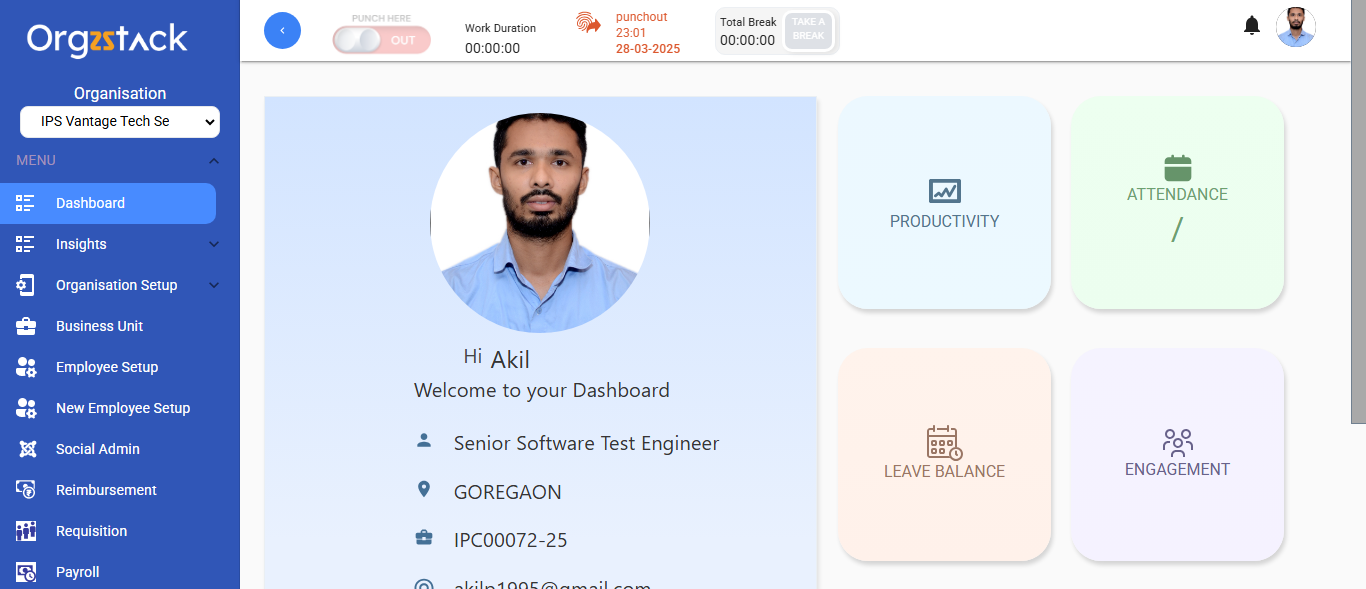 Orgzstack
Organisation
IPS Vantage Tech Se
MENU
Dashboard
Insights
Organisation Setup
Business Unit
Employee Setup
New Employee Setup
Social Admin
Reimbursement
Requisition
Payroll
PUNCH HERE
OUT
Work Duration
00:00:00
punchout
23:01
28-03-2025
Total Break
00:00:00
TAKE A
BREAK
Hi Akil
Welcome to your Dashboard
Senior Software Test Engineer
GOREGAON
IPC00072-25
PRODUCTIVITY
ATTENDANCE
/
LEAVE BALANCE
ENGAGEMENT